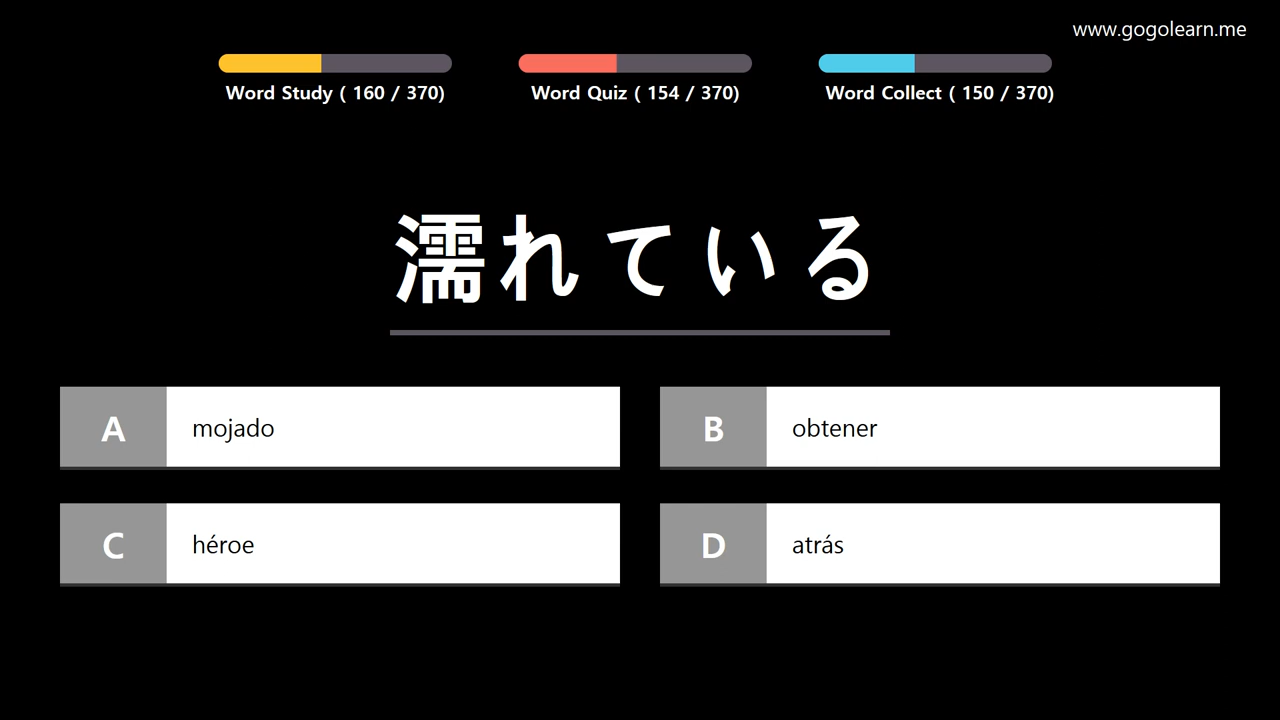 www.gogolearn.me
Word Study ( 160 / 370)
Word Quiz ( 154 / 370)
Word Collect ( 150 / 370)
濡れている
A mojado
B obtener
C héroe
D atrás